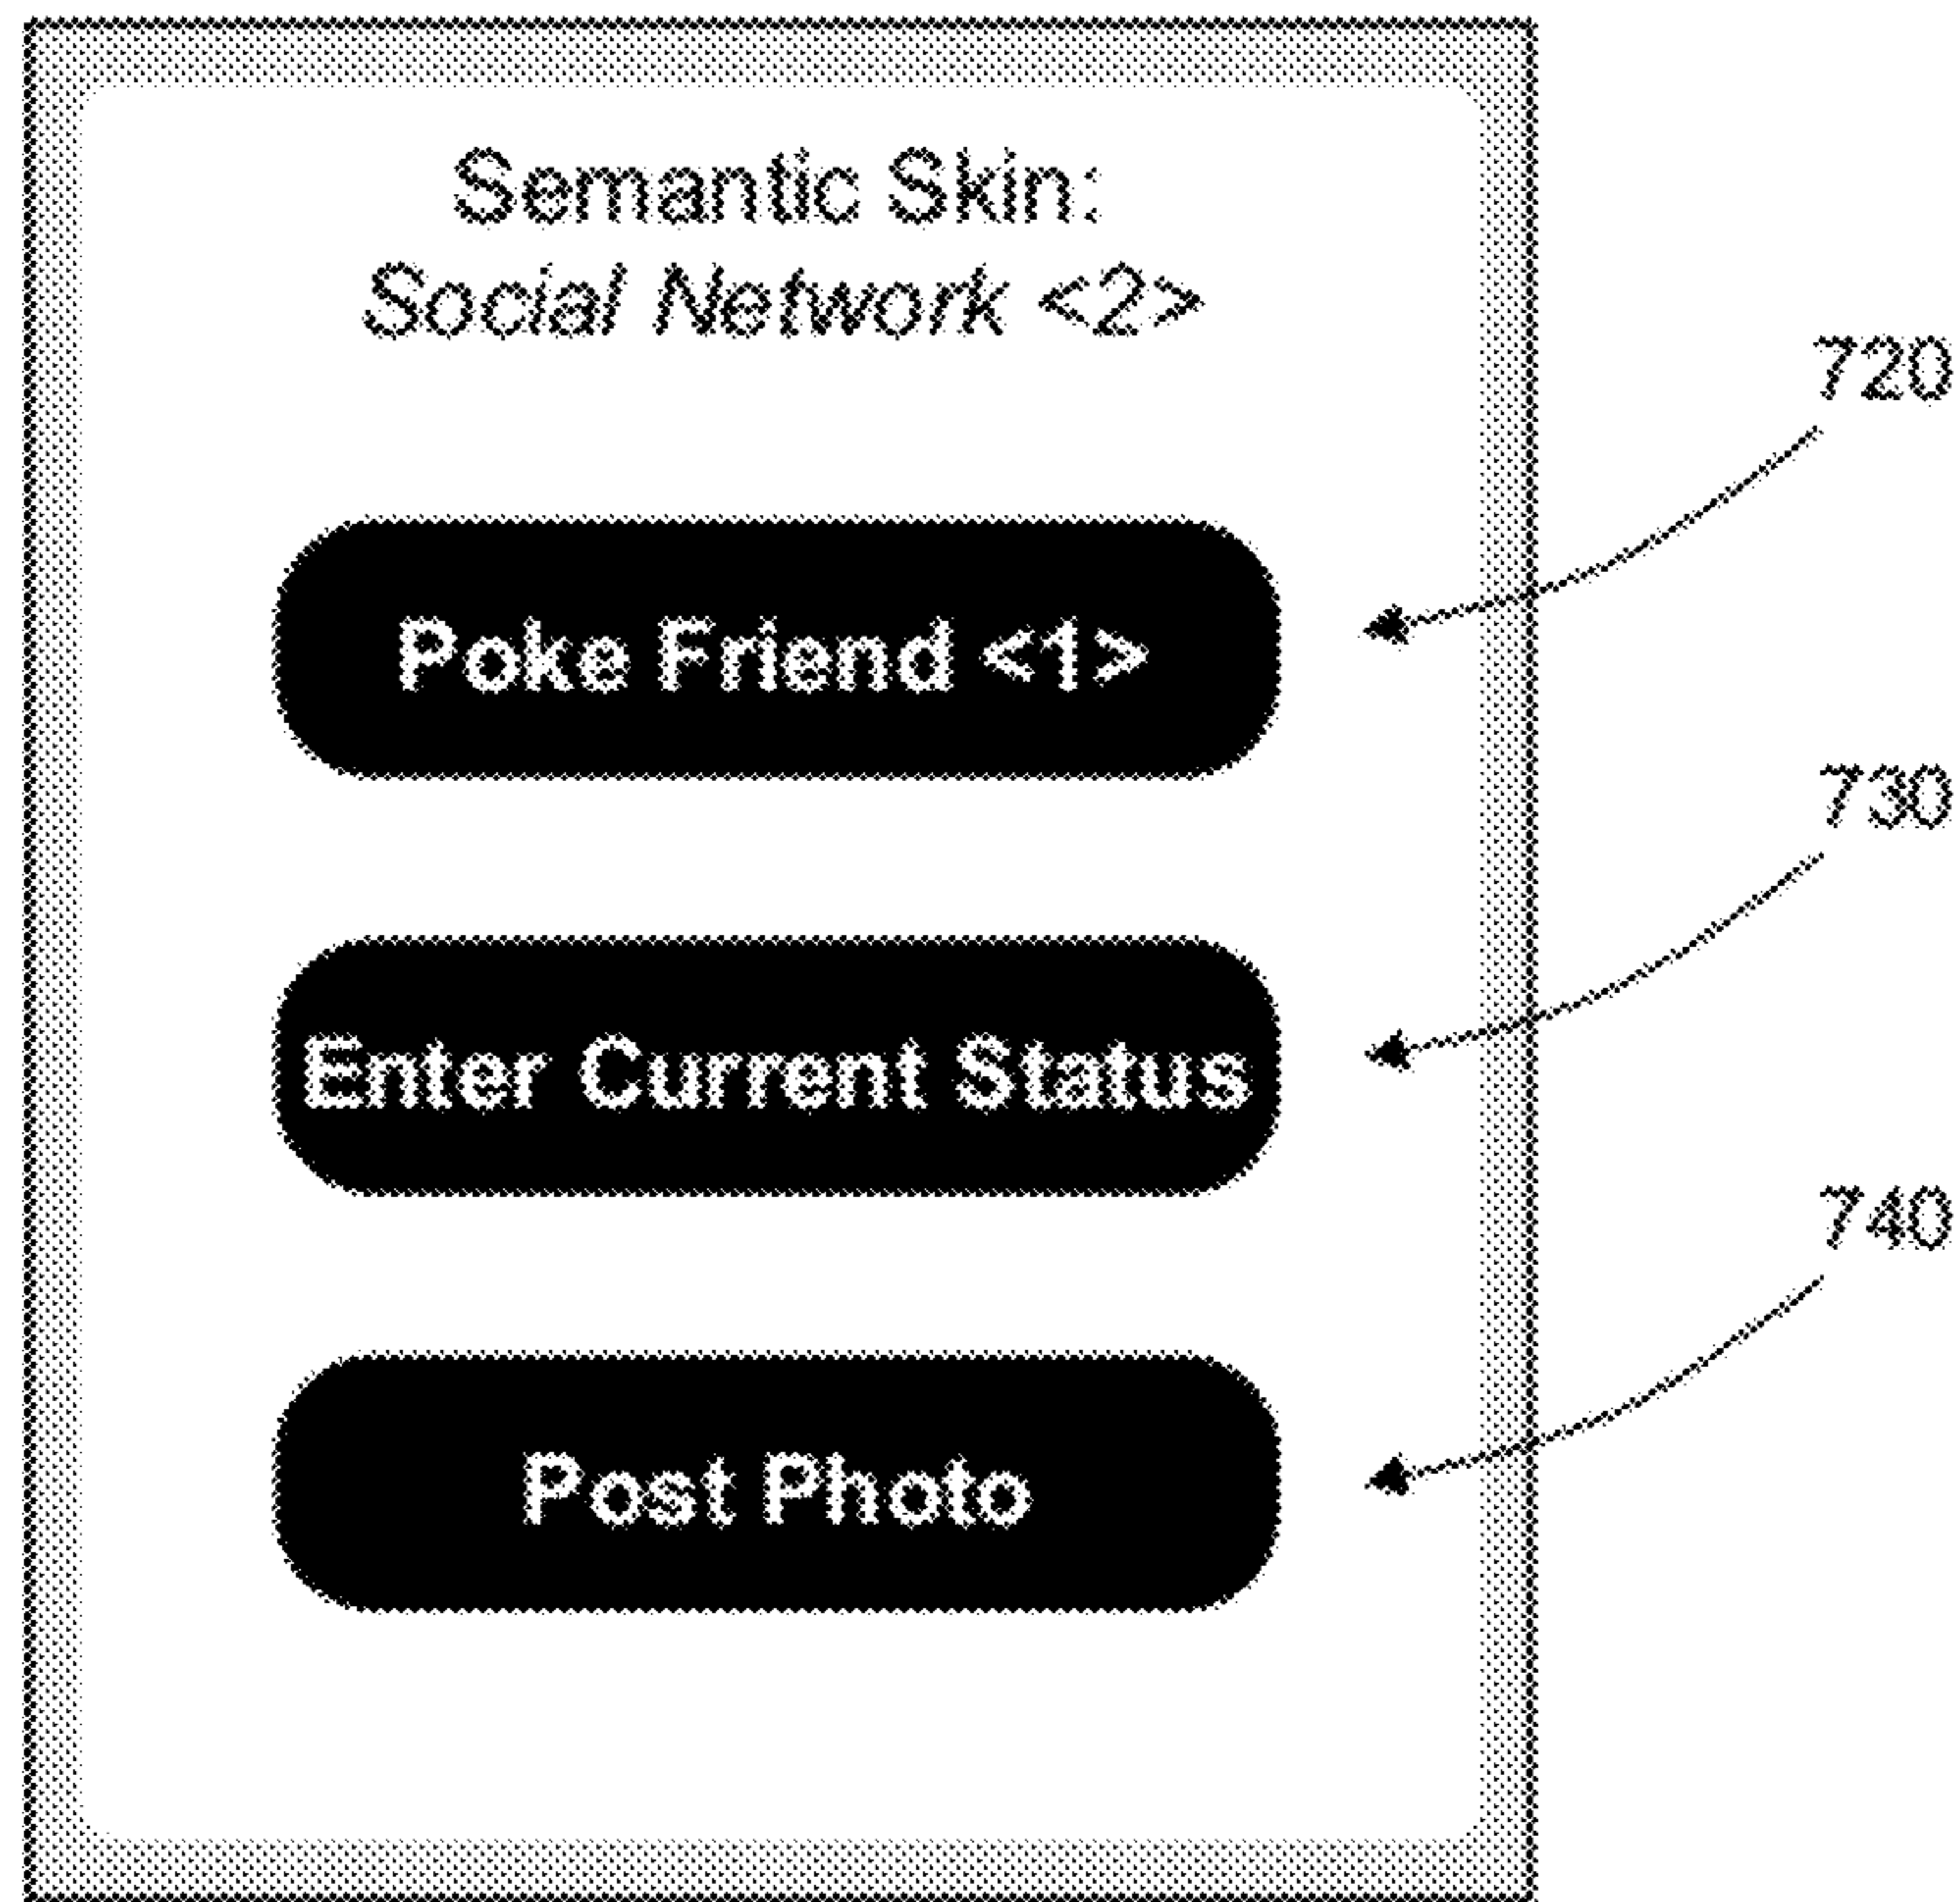 Semantic Skin:
Social Network <2>
720
Poke Friend <1>
730
Enter Current Status
740
Post Photo